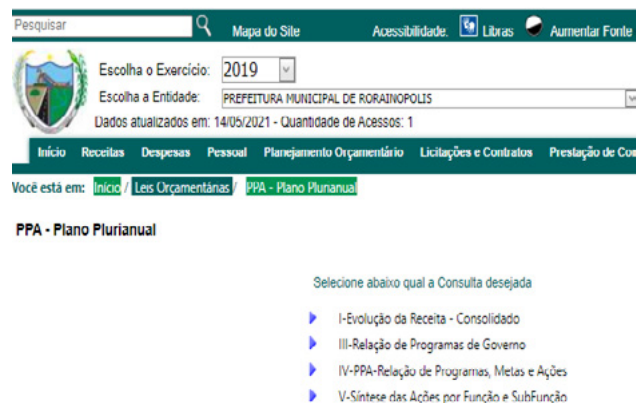 Pesquisar Mapa do Site Acessibilidade. Libras Aumentar Fonte
Escolha o Exercício: 2019
Escolha a Entidade: PREFEITURA MUNICIPAL DE RORAINOPOLIS
Dados atualizados em: 14/05/2021 - Quantidade de Acessos: 1
Início Receitas Despesas Pessoal Planejamento Orçamentário Licitações e Contratos Prestação de Con
Você está em: Início / Leis Orçamentárias / PPA - Plano Plurianual
PPA - Plano Plurianual
Selecione abaixo qual a Consulta desejada
I-Evolução da Receita - Consolidado
III-Relação de Programas de Governo
IV-PPA-Relação de Programas, Metas e Ações
V-Síntese das Ações por Função e SubFunção